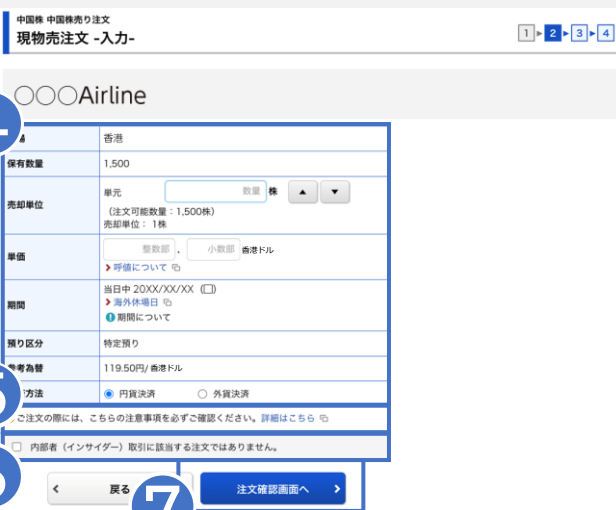 中国株 中国株売り注文
現物売注文 -入力-
1 2 3 4
○○○Airline
香港
保有数量 1,500
売却単位 単元 数量 株
(注文可能数量:1,500株)
売却単位: 1株
単価 整数部 . 小数部 香港ドル
呼値について
期間 当日中 20XX/XX/XX (□)
海外休場日
期間について
預り区分 特定預り
参考為替 119.50円/ 香港ドル
方法 円貨決済 外貨決済
ご注文の際には、こちらの注意事項を必ずご確認ください。詳細はこちら
内部者(インサイダー)取引に該当する注文ではありません。
戻る 注文確認画面へ
7